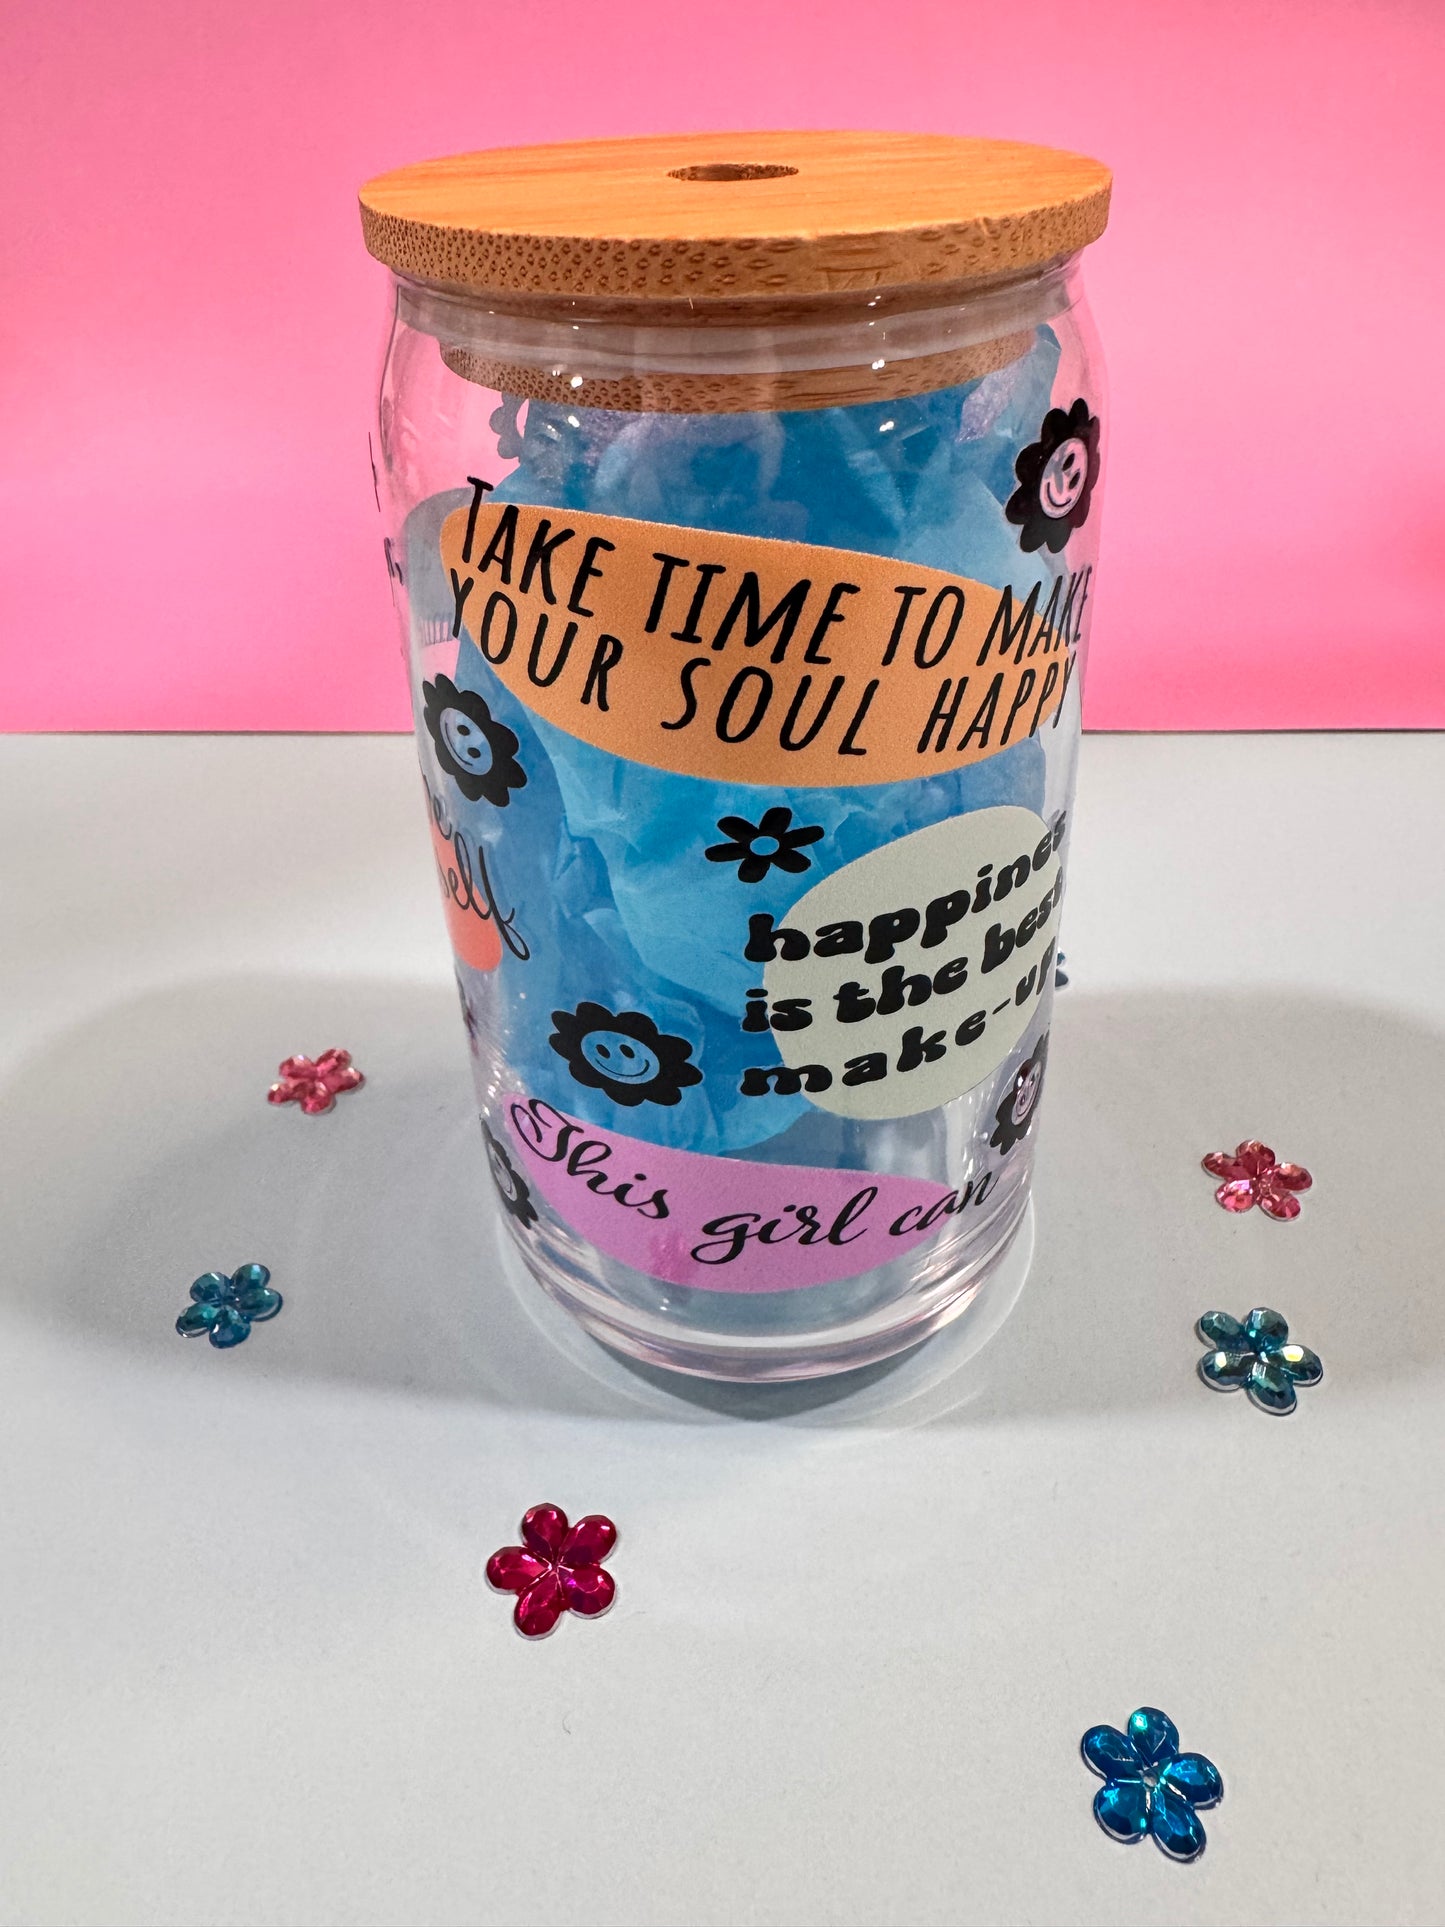 TAKE TIME TO MAKE
YOUR SOUL HAPPY
happiness
is the best
make-up
This girl can